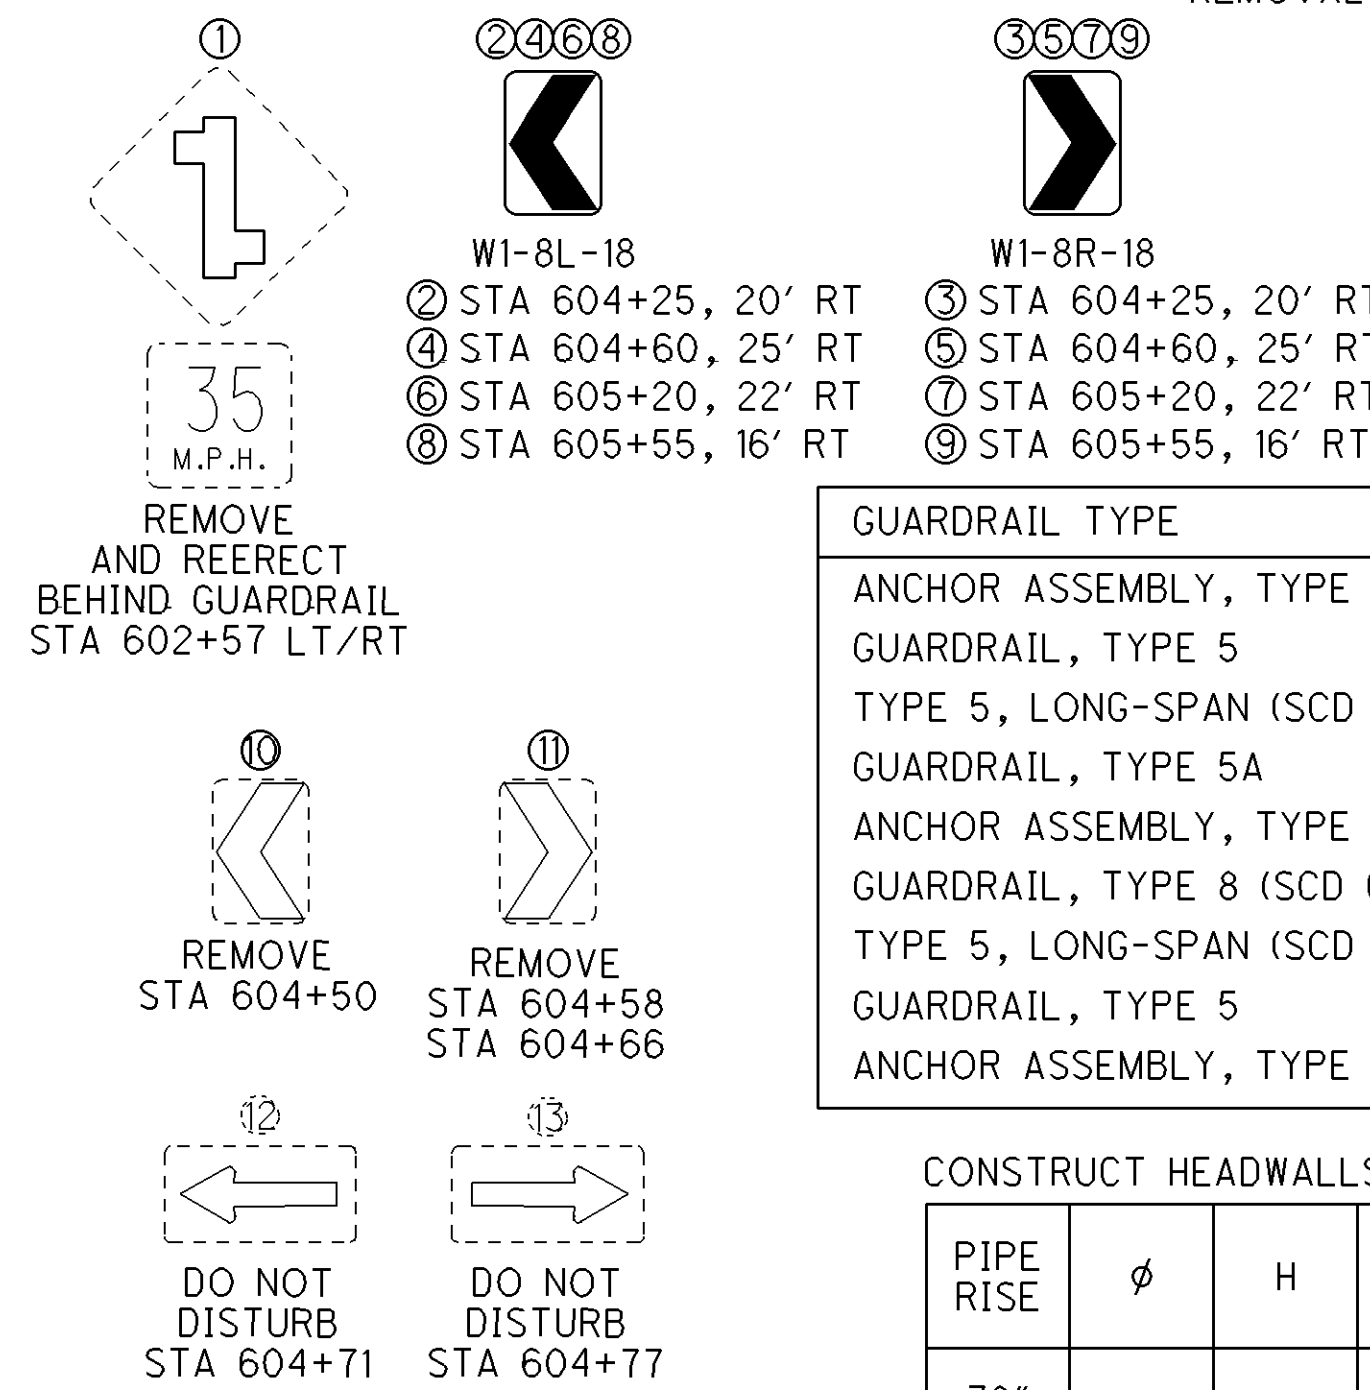 ①
②④⑥⑧
③⑤⑦⑨
W1-8L-18
② STA 604+25, 20′ RT
④ STA 604+60, 25′ RT
⑥ STA 605+20, 22′ RT
⑧ STA 605+55, 16′ RT
W1-8R-18
③ STA 604+25, 20′ RT
⑤ STA 604+60, 25′ RT
⑦ STA 605+20, 22′ RT
⑨ STA 605+55, 16′ RT
35
M.P.H.
REMOVE
AND REERECT
BEHIND GUARDRAIL
STA 602+57 LT/RT
GUARDRAIL TYPE
ANCHOR ASSEMBLY, TYPE
GUARDRAIL, TYPE 5
TYPE 5, LONG-SPAN (SCD
GUARDRAIL, TYPE 5A
ANCHOR ASSEMBLY, TYPE
GUARDRAIL, TYPE 8 (SCD
TYPE 5, LONG-SPAN (SCD
GUARDRAIL, TYPE 5
ANCHOR ASSEMBLY, TYPE
⑩
REMOVE
STA 604+50
⑪
REMOVE
STA 604+58
STA 604+66
⑫
DO NOT
DISTURB
STA 604+71
⑬
DO NOT
DISTURB
STA 604+77
CONSTRUCT HEADWALLS
PIPE
RISE
ϕ
H